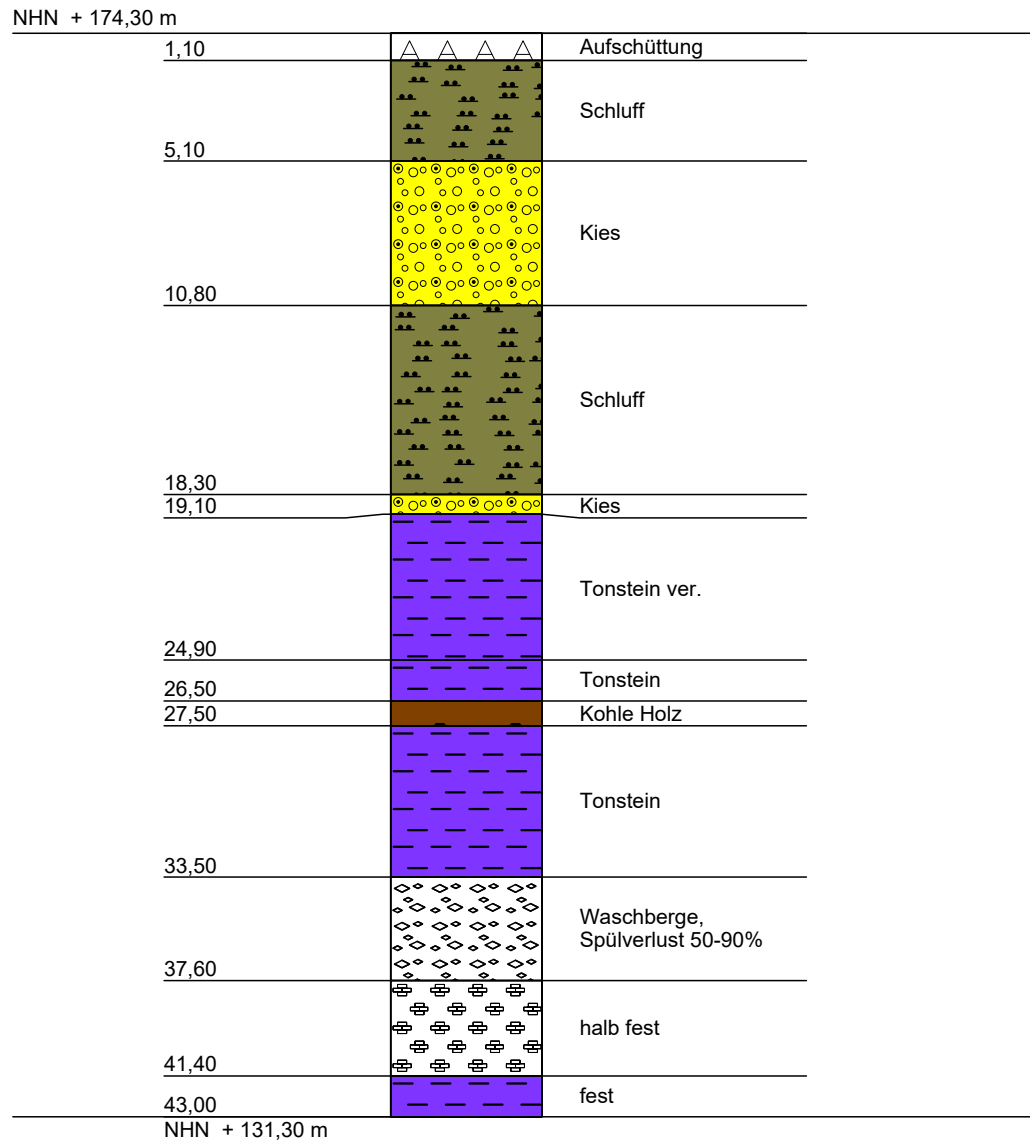 NHN + 174,30 m
1,10
Aufschüttung
Schluff
5,10
Kies
10,80
Schluff
18,30
Kies
19,10
Tonstein ver.
24,90
Tonstein
26,50
Kohle Holz
27,50
Tonstein
33,50
Waschberge,
Spülverlust 50-90%
37,60
halb fest
41,40
fest
43,00
NHN + 131,30 m